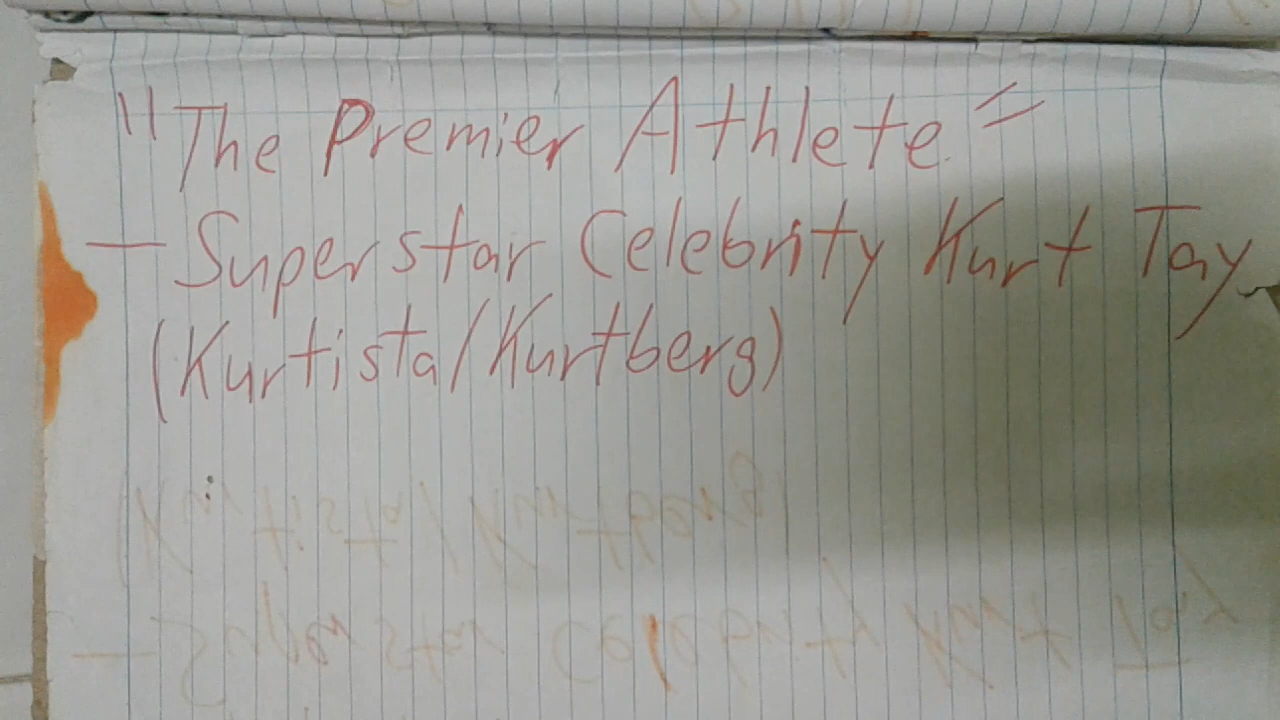 "The Premier Athlete"
- Superstar Celebrity Kurt Tay
(Kurtista/Kurtberg)